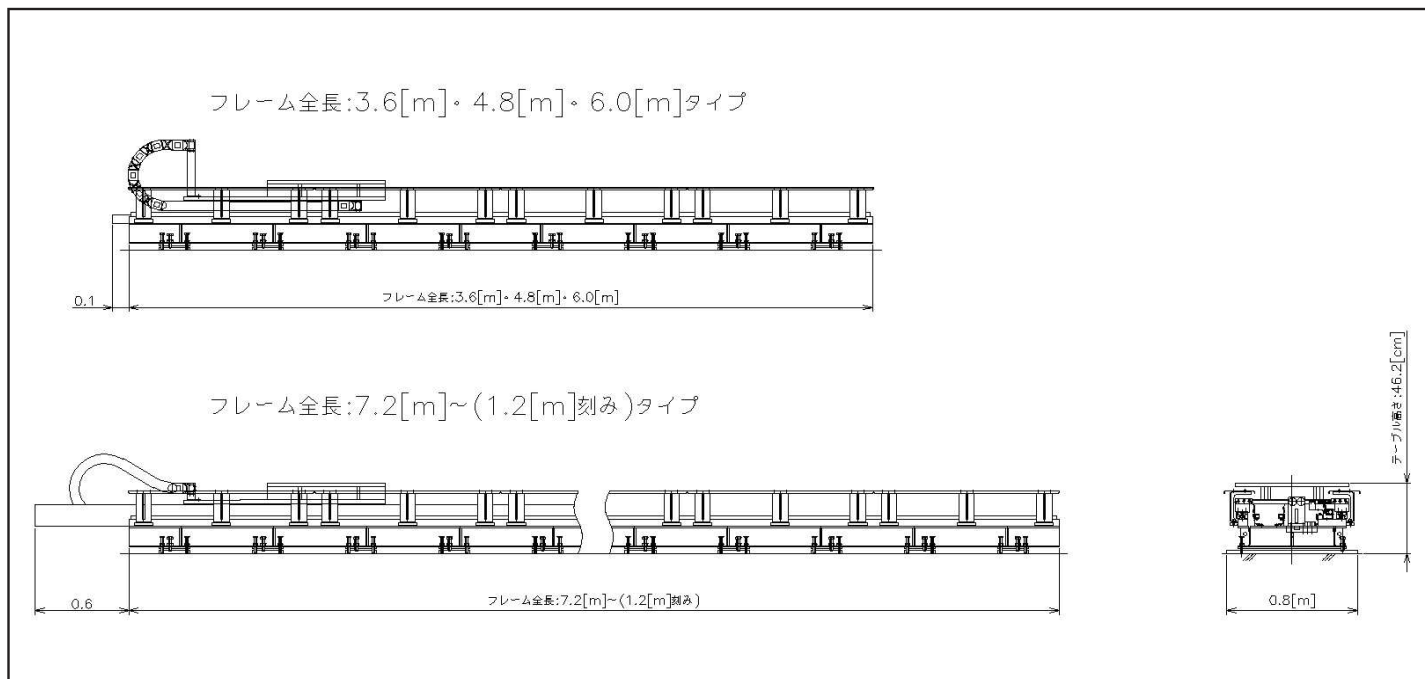 フレーム全長:3.6[m]・4.8[m]・6.0[m]タイプ
0.1
フレーム全長:3.6[m]・4.8[m]・6.0[m]
フレーム全長:7.2[m]~(1.2[m]刻み)タイプ
テーブル高さ:46.2[cm]
0.6
フレーム全長:7.2[m]~(1.2[m]刻み)
0.8[m]